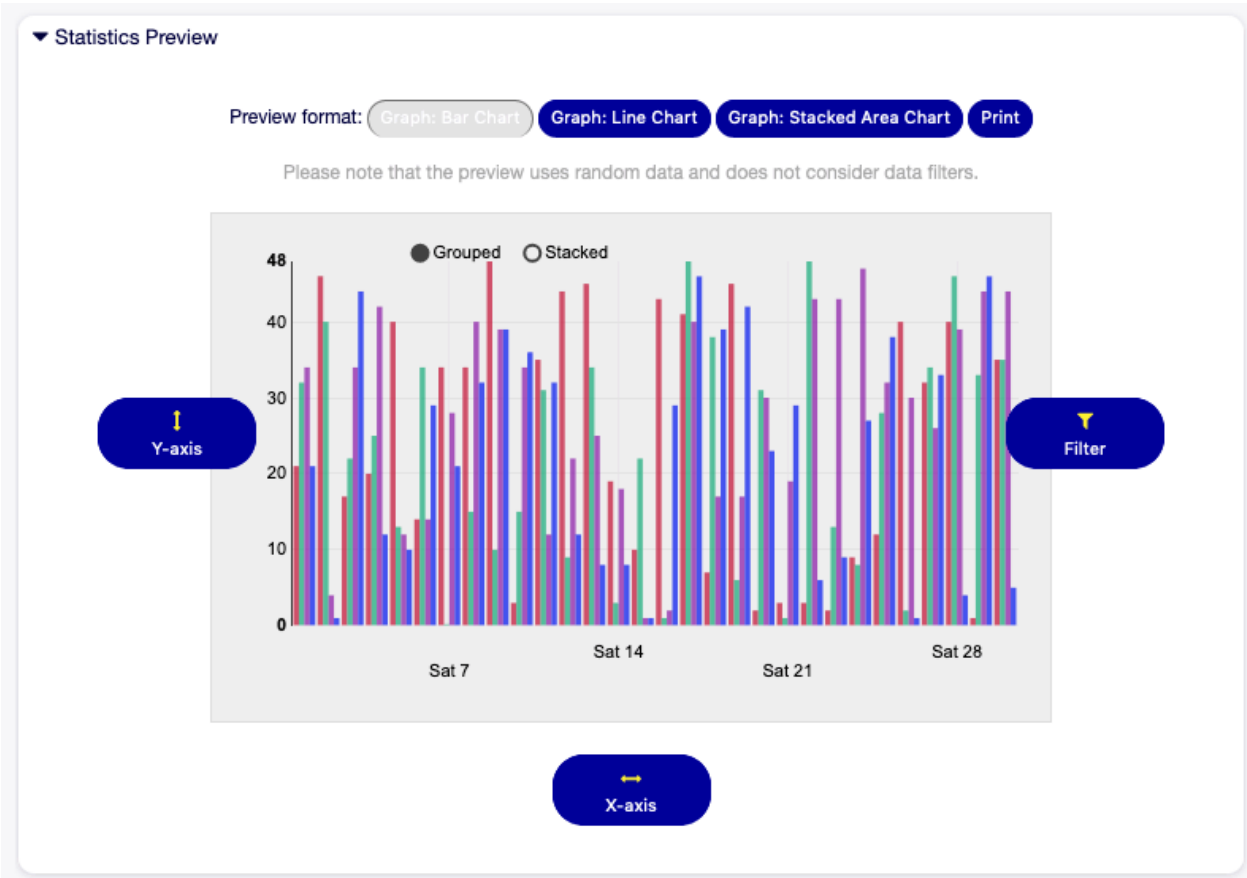 Statistics Preview
Preview format: Graph: Bar Chart Graph: Line Chart Graph: Stacked Area Chart Print
Please note that the preview uses random data and does not consider data filters.
Grouped Stacked
48
40
30
20
10
0
Y-axis
Filter
Sat 7
Sat 14
Sat 21
Sat 28
X-axis